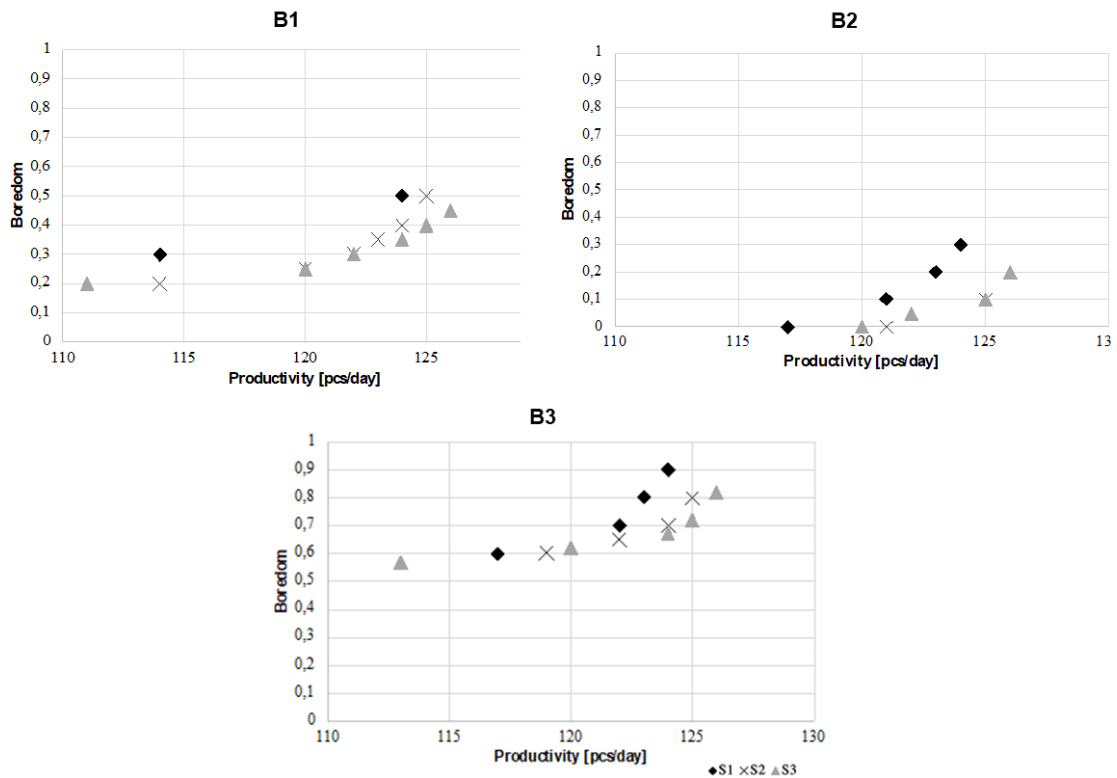 B1
1
0,9
0,8
0,7
0,6
0,5
0,4
0,3
0,2
0,1
0
110 115 120 125
Boredom
Productivity [pcs/day]
B2
1
0,9
0,8
0,7
0,6
0,5
0,4
0,3
0,2
0,1
0
110 115 120 125 13
Boredom
Productivity [pcs/day]
B3
1
0,9
0,8
0,7
0,6
0,5
0,4
0,3
0,2
0,1
0
110 115 120 125 130
Boredom
Productivity [pcs/day]
S1 S2 S3